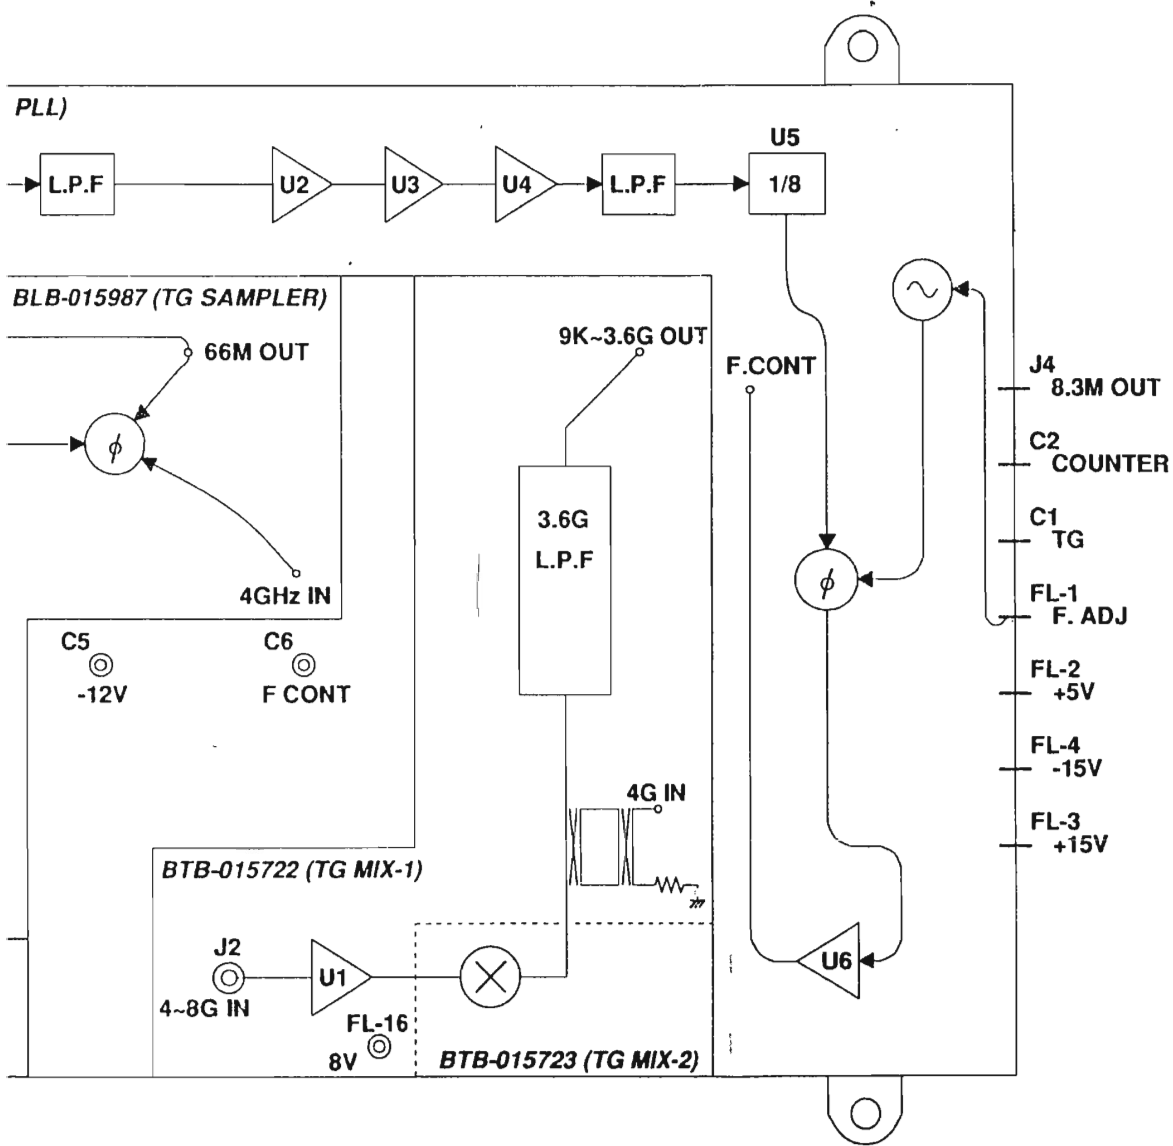 PLL)
U5
L.P.F
U2
U3
U4
L.P.F
1/8
BLB-015987 (TG SAMPLER)
66M OUT
9K~3.6G OUT
F.CONT
J4
8.3M OUT
ϕ
C2
COUNTER
3.6G
L.P.F
C1
TG
4GHz IN
ϕ
FL-1
F. ADJ
C5
-12V
C6
F CONT
FL-2
+5V
FL-4
-15V
4G IN
FL-3
+15V
BTB-015722 (TG MIX-1)
J2
4~8G IN
U1
U6
FL-16
8V
BTB-015723 (TG MIX-2)